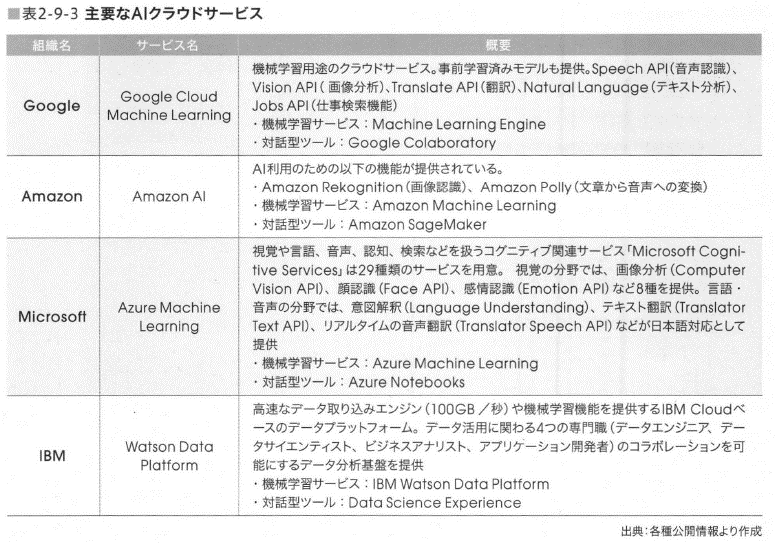 ■表2-9-3 主要なAIクラウドサービス
組織名 サービス名 概要
Google
Google Cloud
Machine Learning
機械学習用途のクラウドサービス。事前学習済みモデルも提供。Speech API(音声認識)、
Vision API( 画像分析)、Translate API(翻訳)、Natural Language(テキスト分析)、
Jobs API(仕事検索機能)
・機械学習サービス:Machine Learning Engine
・対話型ツール:Google Colaboratory
Amazon
Amazon AI
AI利用のための以下の機能が提供されている。
・Amazon Rekognition(画像認識)、Amazon Polly(文章から音声への変換)
・機械学習サービス:Amazon Machine Learning
・対話型ツール:Amazon SageMaker
Microsoft
Azure Machine
Learning
視覚や言語、音声、認知、検索などを扱うコグニティブ関連サービス「Microsoft Cogni-
tive Services」は29種類のサービスを用意。 視覚の分野では、画像分析(Computer
Vision API)、顔認識(Face API)、感情認識(Emotion API)など8種を提供。言語・
音声の分野では、意図解釈(Language Understanding)、テキスト翻訳(Translator
Text API)、リアルタイムの音声翻訳(Translator Speech API)などが日本語対応として
提供
・機械学習サービス:Azure Machine Learning
・対話型ツール:Azure Notebooks
IBM
Watson Data
Platform
高速なデータ取り込みエンジン(100GB/秒)や機械学習機能を提供するIBM Cloudベ
ースのデータプラットフォーム。データ活用に関わる4つの専門職(データエンジニア、デー
タサイエンティスト、ビジネスアナリスト、アプリケーション開発者)のコラボレーションを可
能にするデータ分析基盤を提供
・機械学習サービス:IBM Watson Data Platform
・対話型ツール:Data Science Experience
出典:各種公開情報より作成